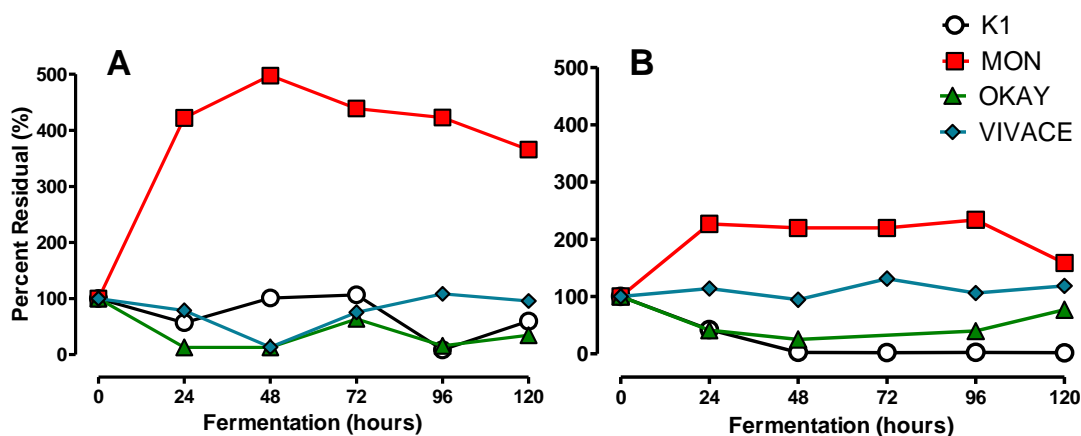 A
Percent Residual (%)
500
400
300
200
100
0
0 24 48 72 96 120
Fermentation (hours)
B
500
400
300
200
100
0
0 24 48 72 96 120
Fermentation (hours)
K1
MON
OKAY
VIVACE